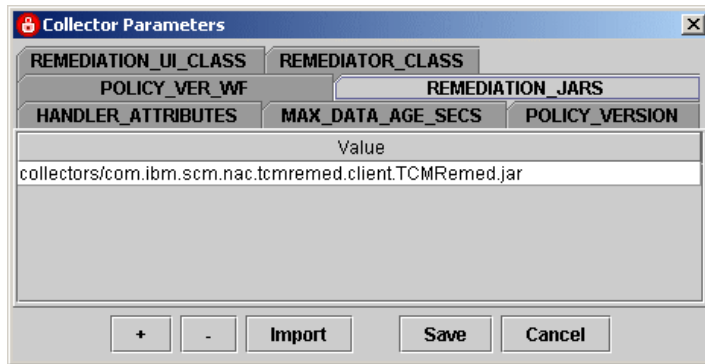 Collector Parameters
REMEDIATION_UI_CLASS REMEDIATOR_CLASS
POLICY_VER_WF REMEDIATION_JARS
HANDLER_ATTRIBUTES MAX_DATA_AGE_SECS POLICY_VERSION
Value
collectors/com.ibm.scm.nac.tcmremed.client.TCMRemed.jar
+ - Import Save Cancel